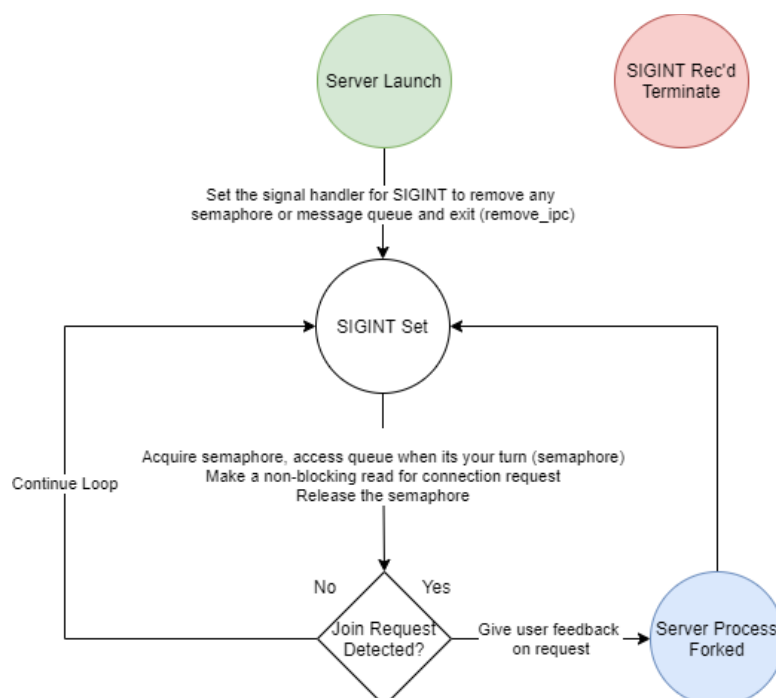 Server Launch
SIGINT Rec'd
Terminate
Set the signal handler for SIGINT to remove any
semaphore or message queue and exit (remove_ipc)
SIGINT Set
Acquire semaphore, access queue when its your turn (semaphore)
Make a non-blocking read for connection request
Release the semaphore
Continue Loop
No
Yes
Join Request
Detected?
Give user feedback
on request
Server Process
Forked